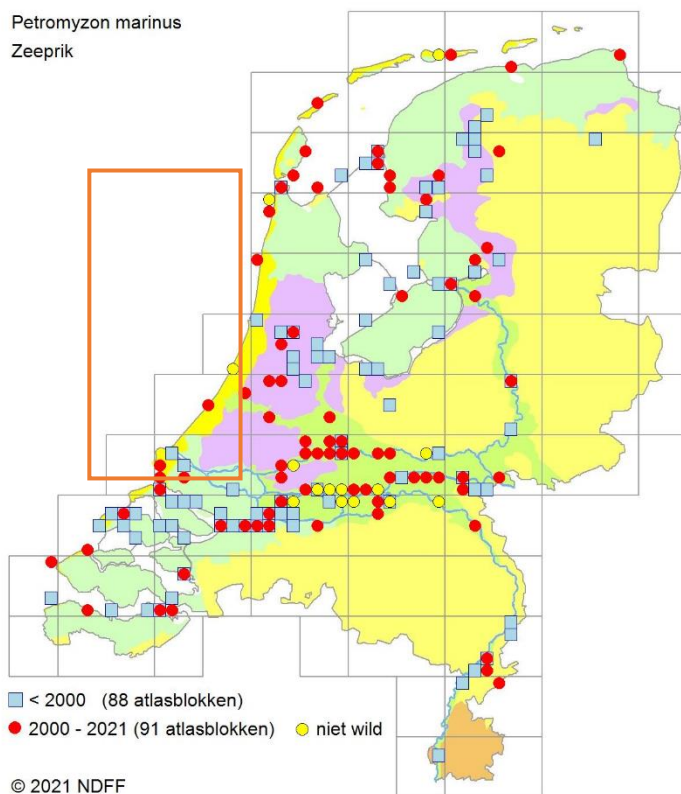 Petromyzon marinus
Zeeprik
< 2000 (88 atlasblokken)
2000 - 2021 (91 atlasblokken) niet wild
© 2021 NDFF